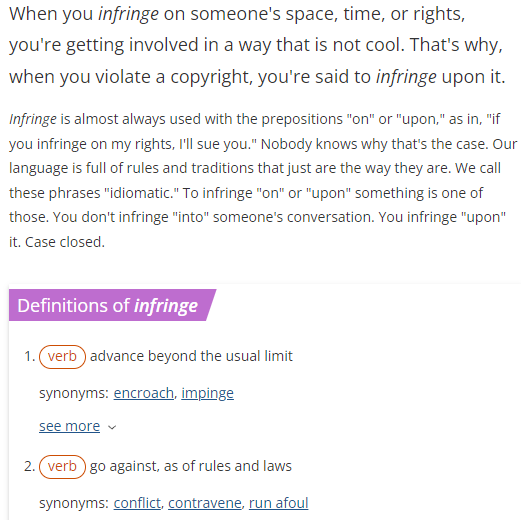 When you infringe on someone's space, time, or rights,
you're getting involved in a way that is not cool. That's why,
when you violate a copyright, you're said to infringe upon it.
Infringe is almost always used with the prepositions "on" or "upon," as in, "if
you infringe on my rights, I'll sue you." Nobody knows why that's the case. Our
language is full of rules and traditions that just are the way they are. We call
these phrases "idiomatic." To infringe "on" or "upon" something is one of
those. You don't infringe "into" someone's conversation. You infringe "upon"
it. Case closed.
Definitions of infringe
1. verb advance beyond the usual limit
synonyms: encroach, impinge
see more
2. verb go against, as of rules and laws
synonyms: conflict, contravene, run afoul